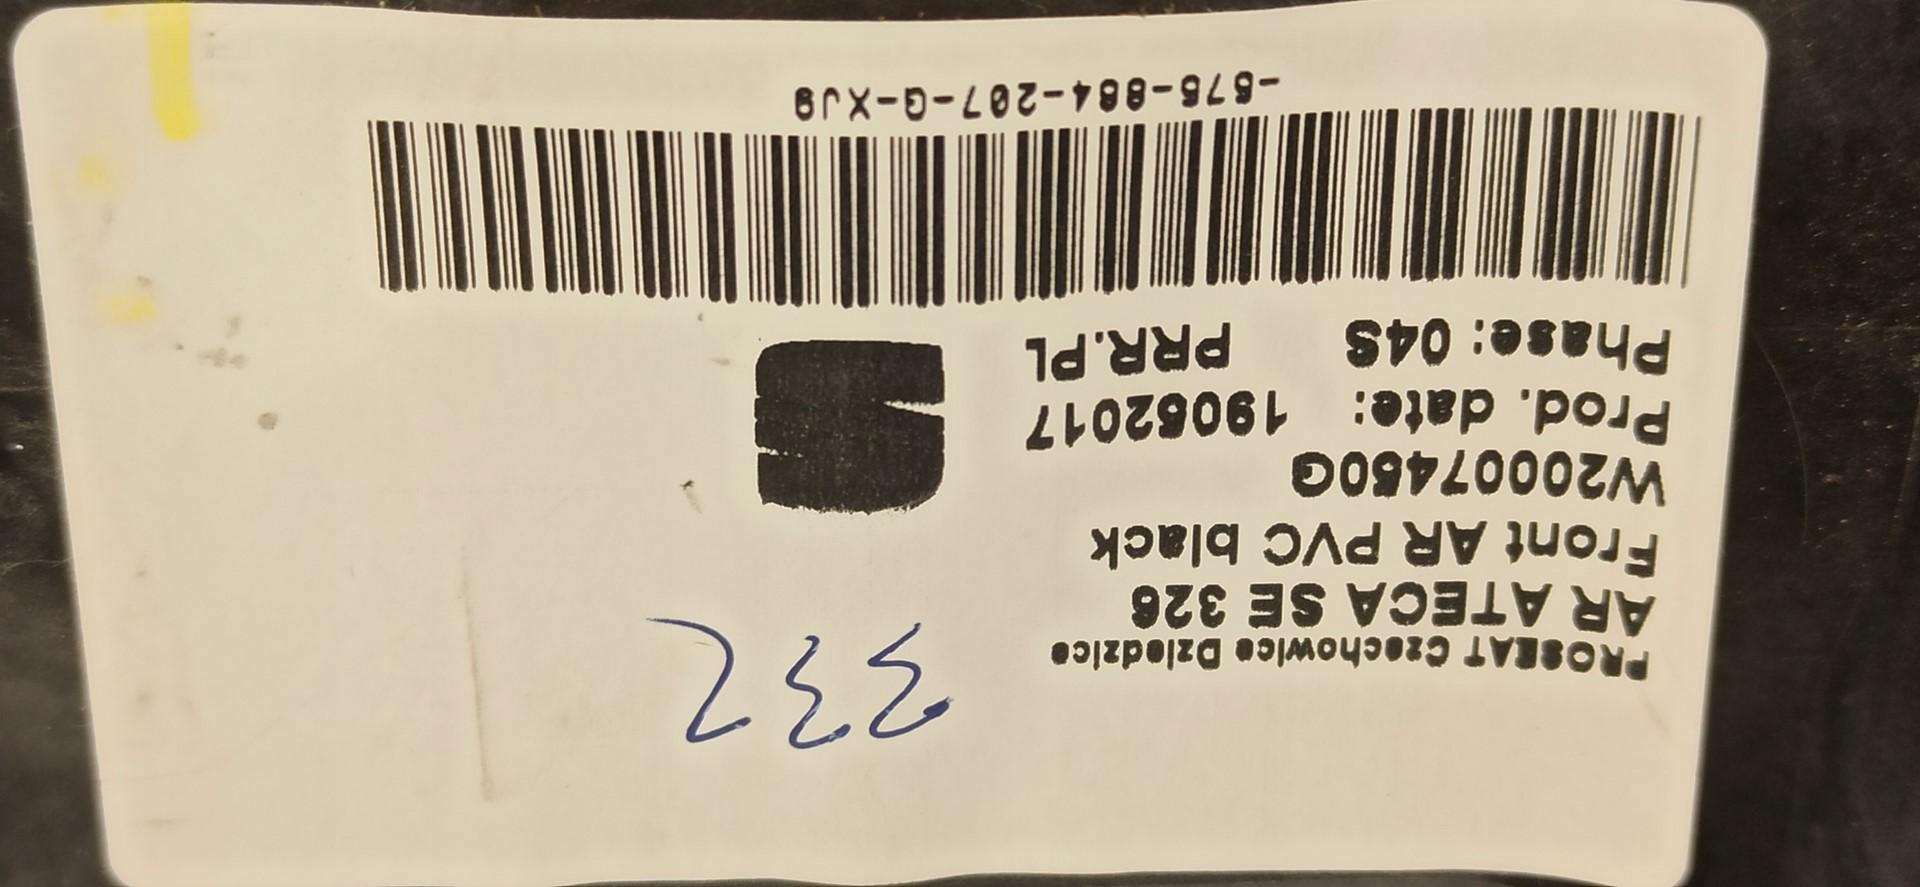 332
PROSEAT Czechowice Dziedzice
AR ATECA SE 326
Front AR PVC black
W20007450G
Prod. date: 19052017
Phase: 04S PRR.PL
-575-884-207-G-XJ9